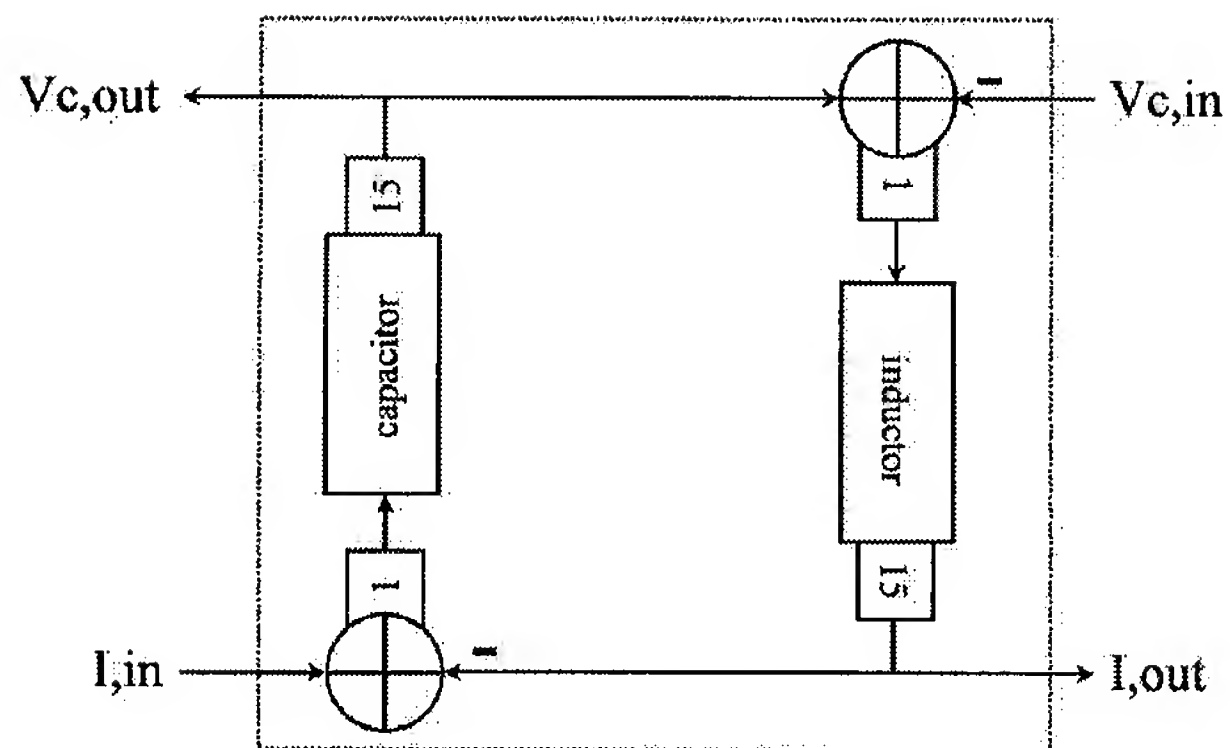 Vc,out
-
Vc,in
15
1
capacitor
inductor
1
15
I,in
-
I,out